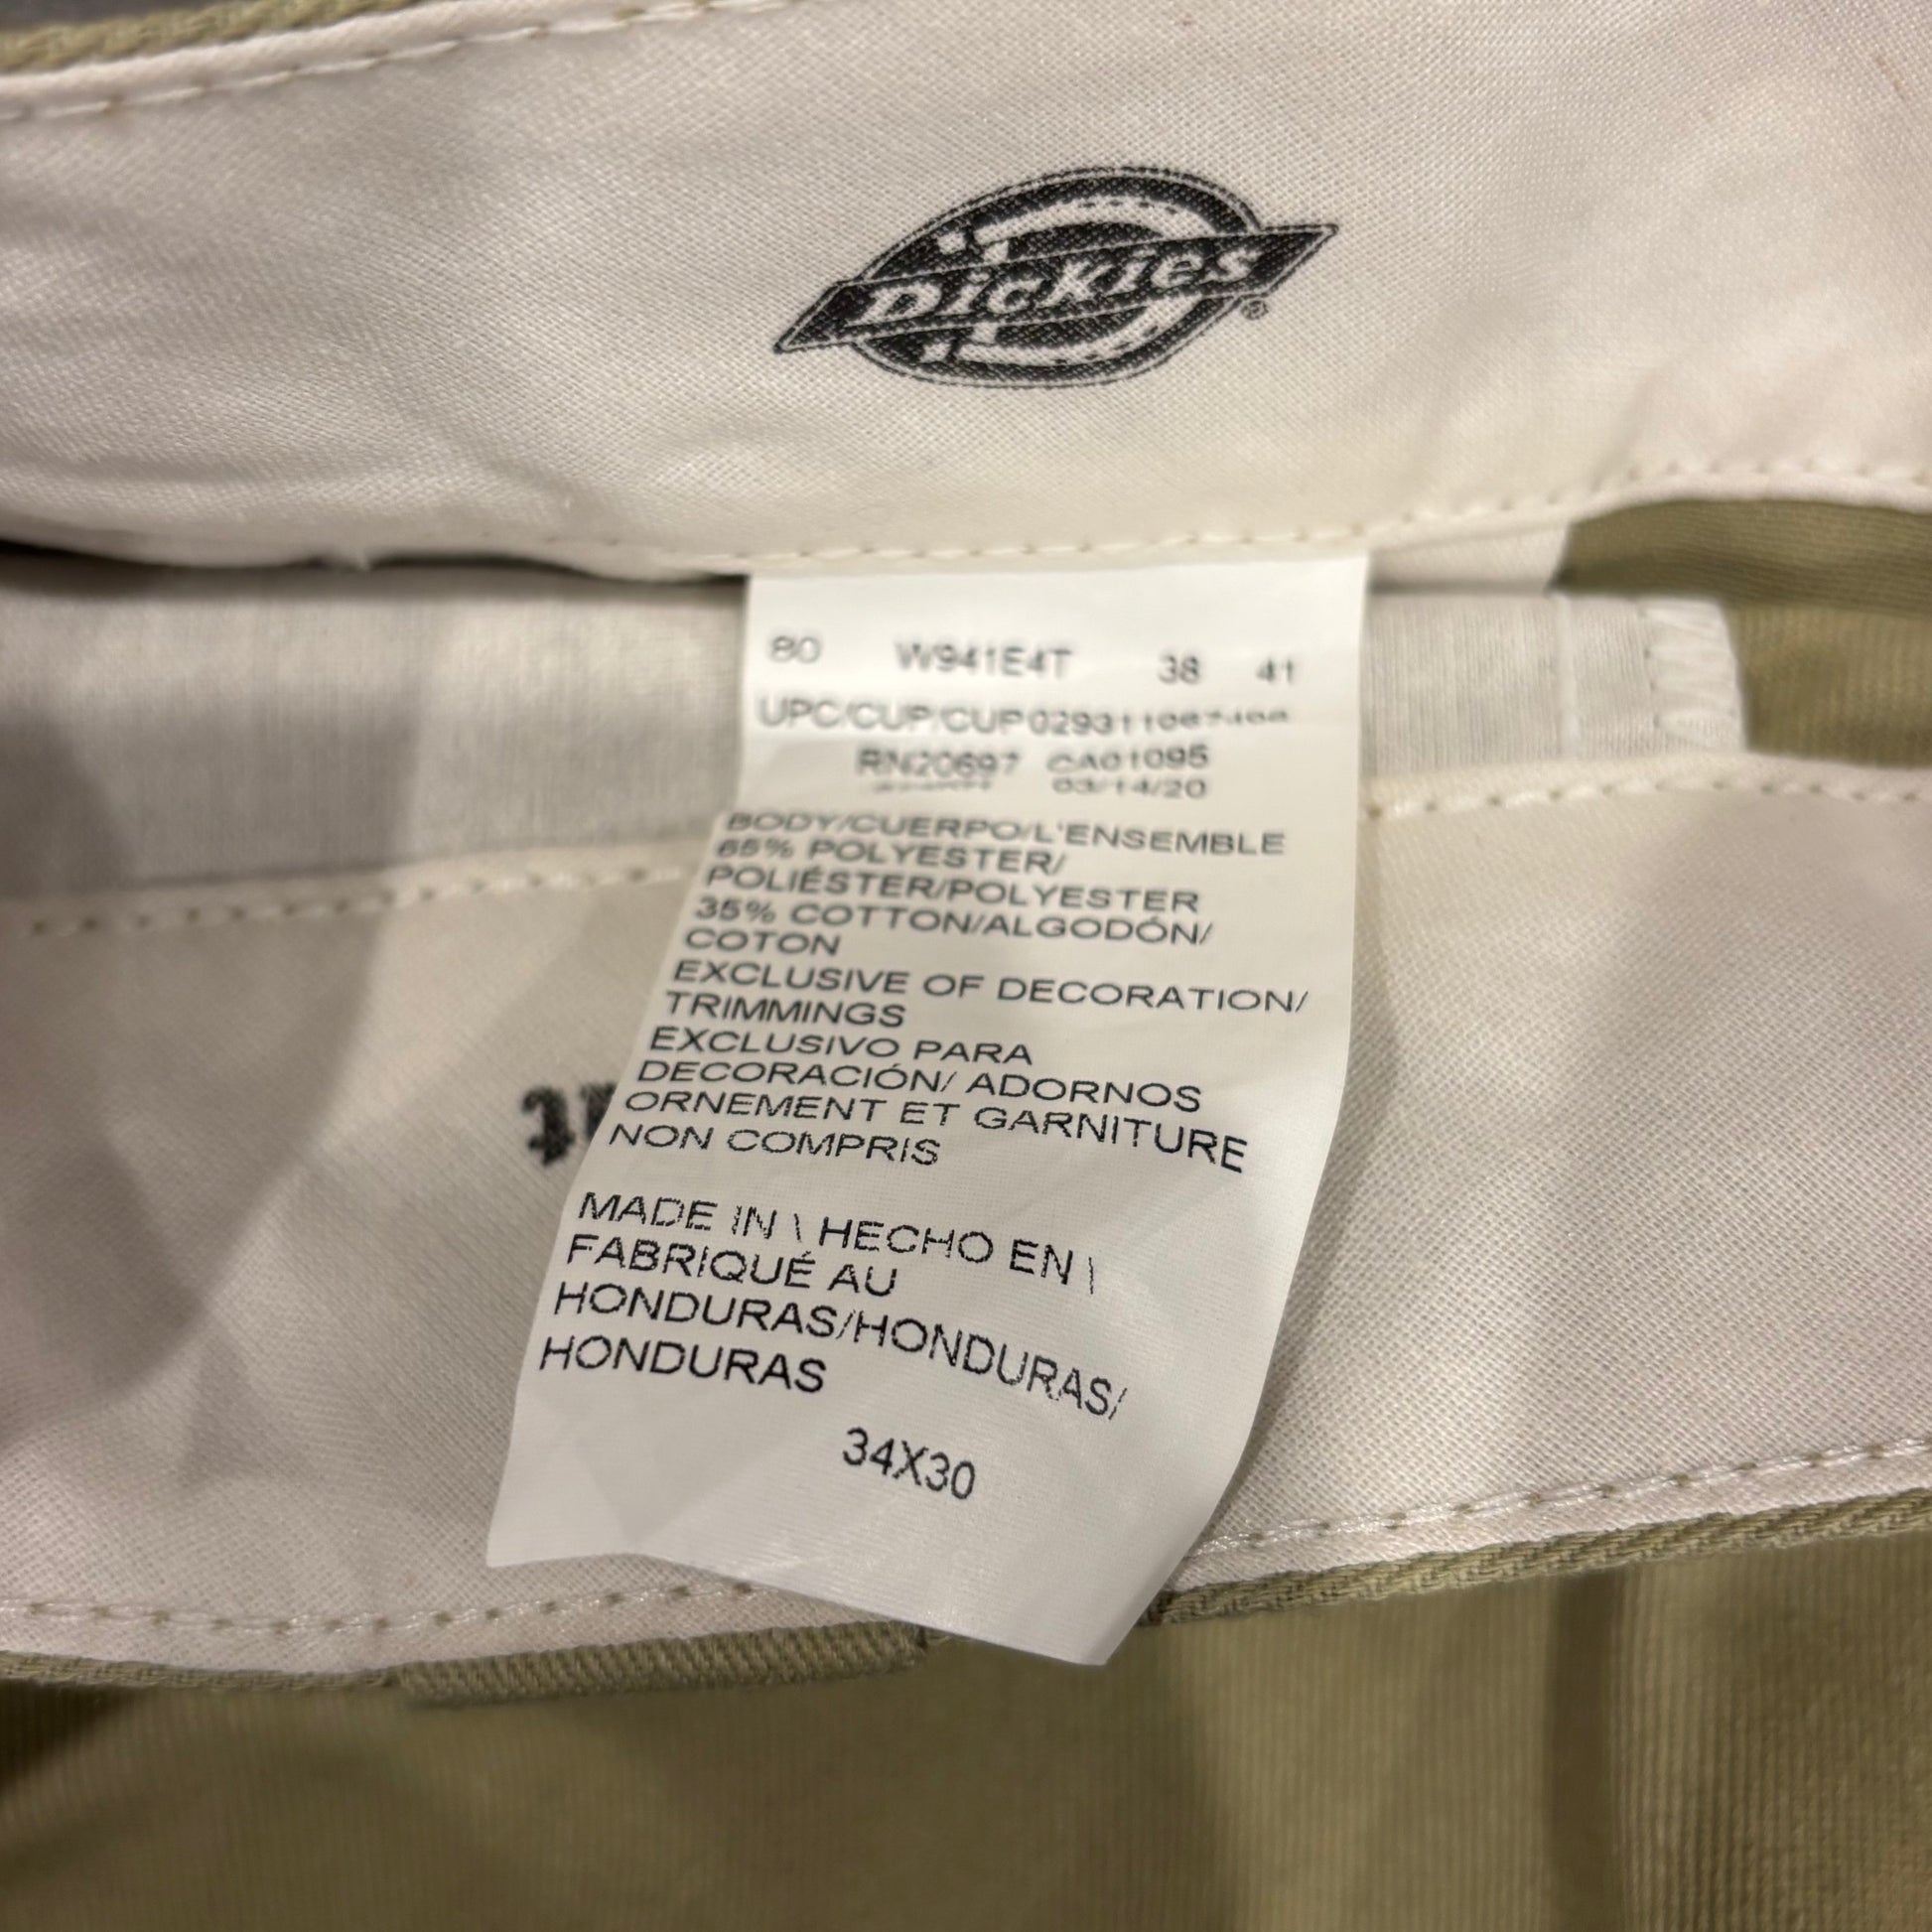 Dickies
®
80 W941E4T 38 41
UPC/CUP/CUP
RN20697 CA01095
03/14/20
BODY/CUERPO/L'ENSEMBLE
65% POLYESTER/
POLIÉSTER/POLYESTER
35% COTTON/ALGODÓN/
COTON
EXCLUSIVE OF DECORATION/
TRIMMINGS
EXCLUSIVO PARA
DECORACIÓN/ ADORNOS
ORNEMENT ET GARNITURE
NON COMPRIS
MADE IN \ HECHO EN \
FABRIQUÉ AU
HONDURAS/HONDURAS/
HONDURAS
34X30